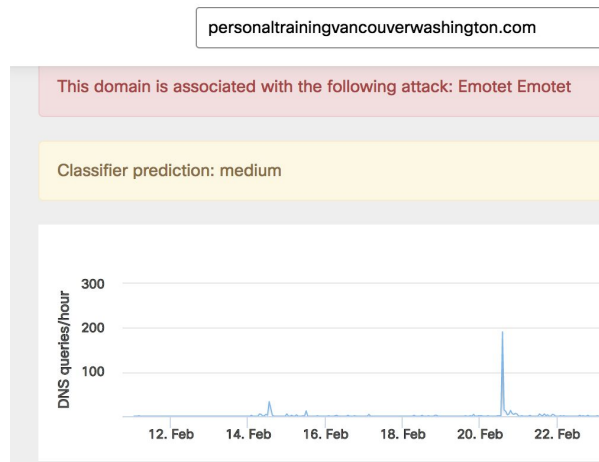 personaltrainingvancouverwashington.com
This domain is associated with the following attack: Emotet Emotet
Classifier prediction: medium
DNS queries/hour
300
200
100
12. Feb 14. Feb 16. Feb 18. Feb 20. Feb 22. Feb